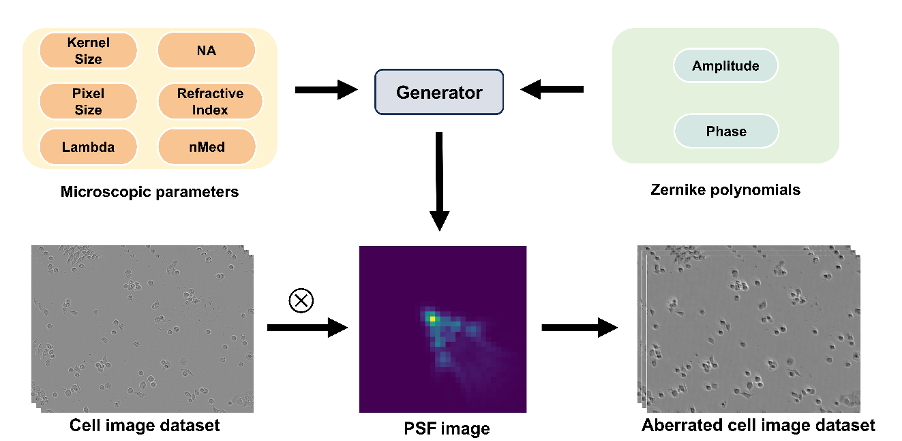 Kernel
Size
NA
Pixel
Size
Refractive
Index
Lambda
nMed
Microscopic parameters
Generator
Amplitude
Phase
Zernike polynomials
Cell image dataset
PSF image
Aberrated cell image dataset